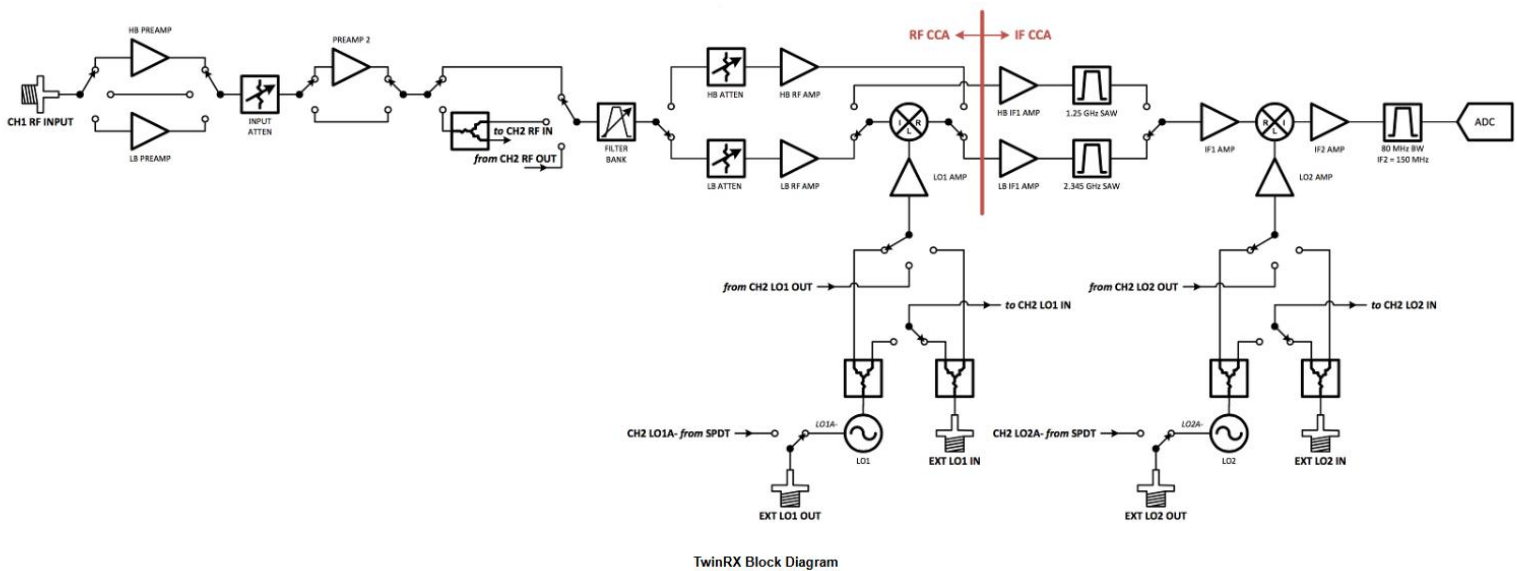 HB PREAMP
CH1 RF INPUT
LB PREAMP
INPUT
ATTEN
PREAMP 2
to CH2 RF IN
from CH2 RF OUT
FILTER
BANK
HB ATTEN
HB RF AMP
LB ATTEN
LB RF AMP
RF CCA
IF CCA
I
R
L
LO1 AMP
HB IF1 AMP
1.25 GHz SAW
LB IF1 AMP
2.345 GHz SAW
IF1 AMP
R
I
L
LO2 AMP
IF2 AMP
80 MHz BW
IF2 = 150 MHz
ADC
from CH2 LO1 OUT
to CH2 LO1 IN
CH2 LO1A- from SPDT
LO1A-
LO1
EXT LO1 IN
EXT LO1 OUT
from CH2 LO2 OUT
to CH2 LO2 IN
CH2 LO2A- from SPDT
LO2A-
LO2
EXT LO2 IN
EXT LO2 OUT
TwinRX Block Diagram